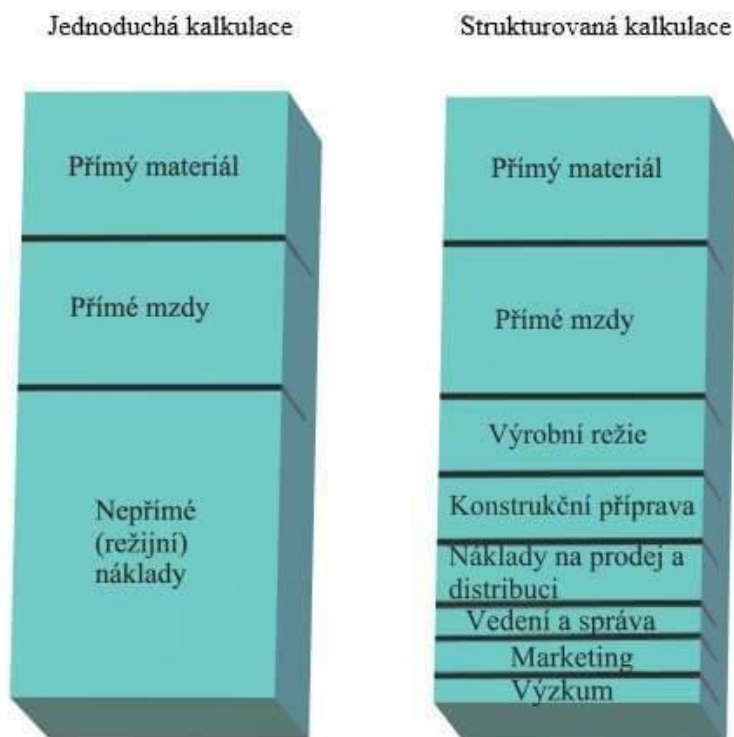 Jednoduchá kalkulace
Přímý materiál
Přímé mzdy
Nepřímé
(režijní)
náklady
Strukturovaná kalkulace
Přímý materiál
Přímé mzdy
Výrobní režie
Konstrukční příprava
Náklady na prodej a
distribuci
Vedení a správa
Marketing
Výzkum